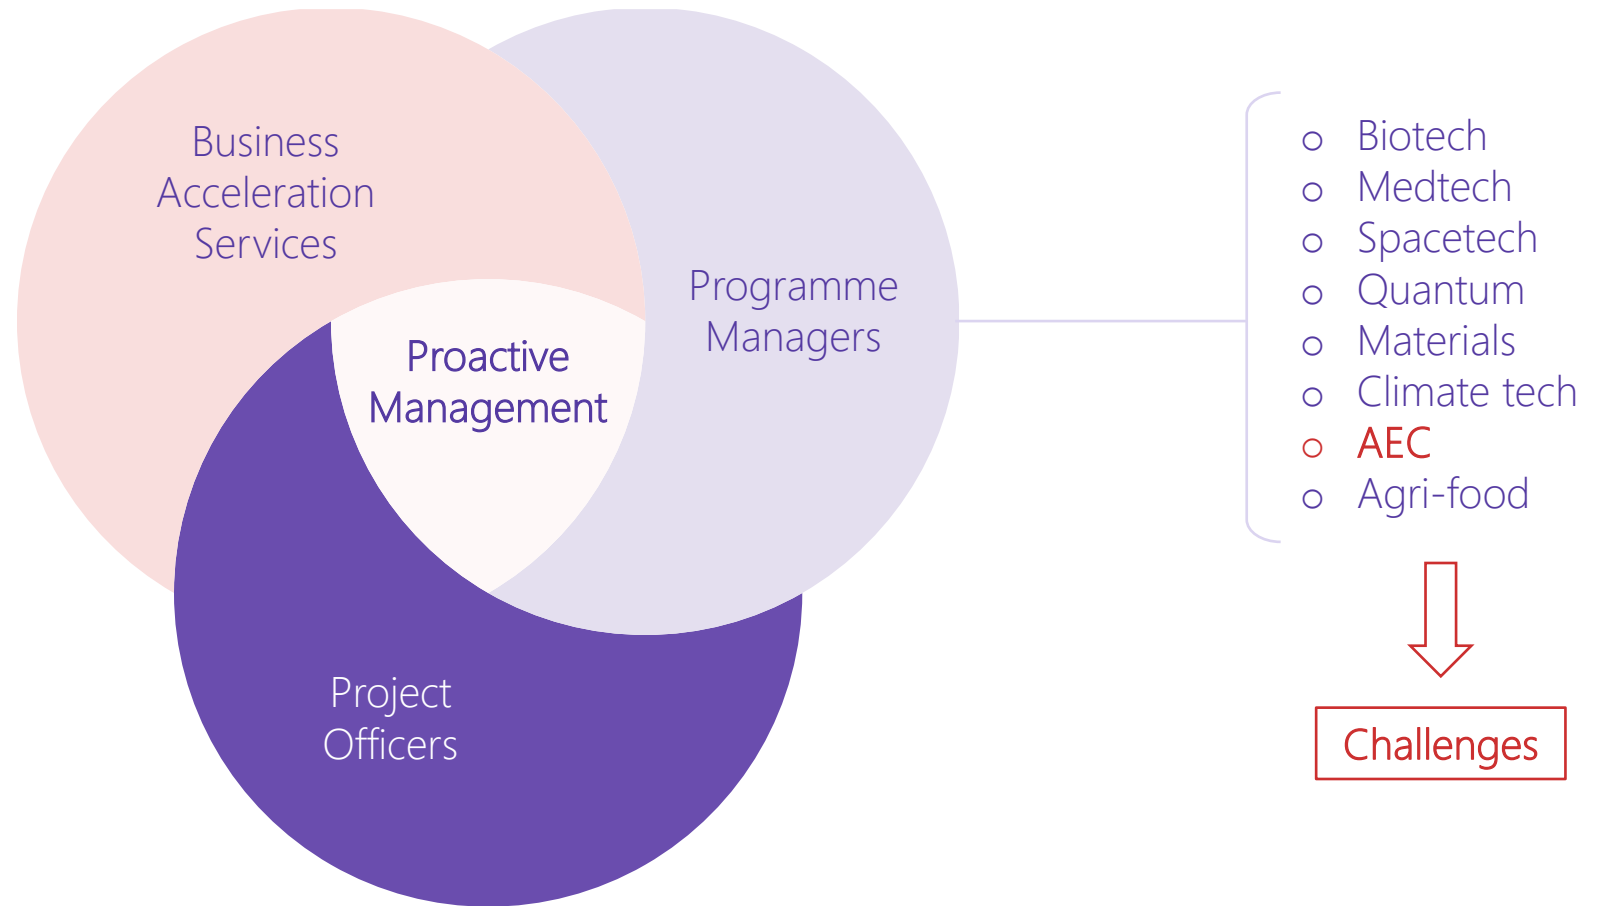 Business
Acceleration
Services
Programme
Managers
Proactive
Management
Project
Officers
Biotech
Medtech
Spacetech
Quantum
Materials
Climate tech
AEC
Agri-food
Challenges